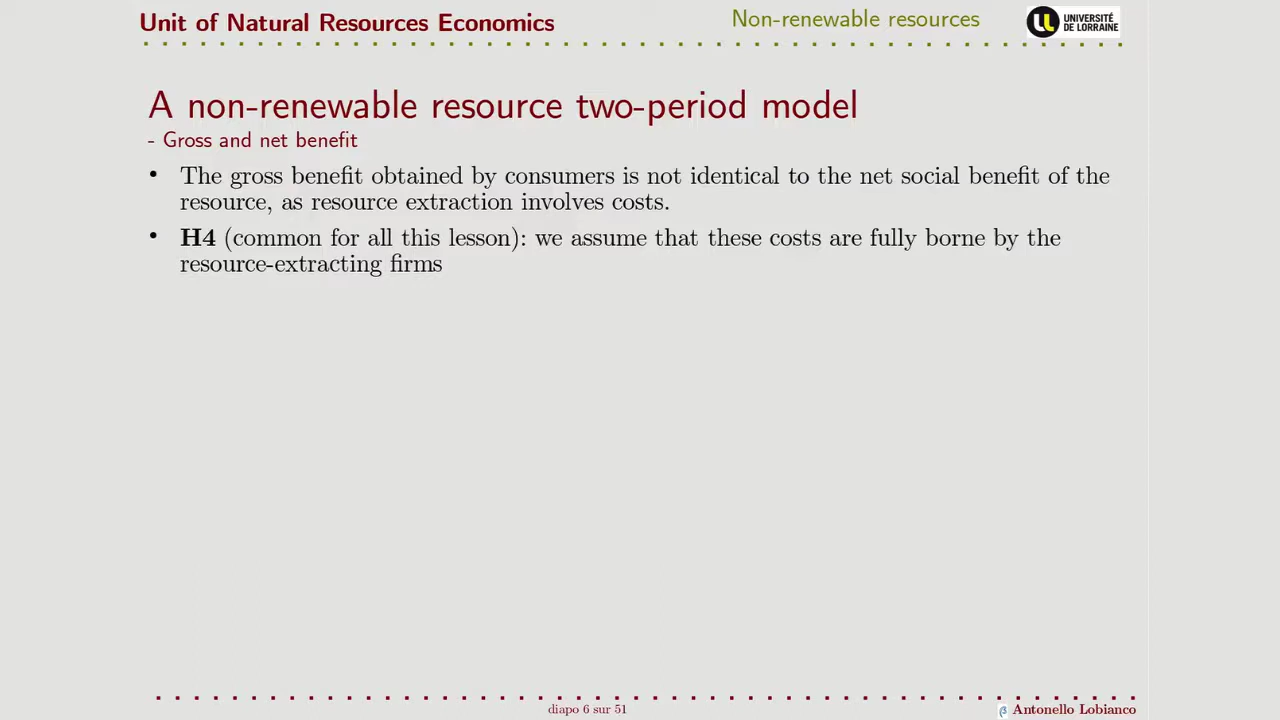 Unit of Natural Resources Economics
Non-renewable resources
UNIVERSITÉ
DE LORRAINE
A non-renewable resource two-period model
- Gross and net benefit
• The gross benefit obtained by consumers is not identical to the net social benefit of the
resource, as resource extraction involves costs.
• H4 (common for all this lesson): we assume that these costs are fully borne by the
resource-extracting firms
diapo 6 sur 51
β Antonello Lobianco